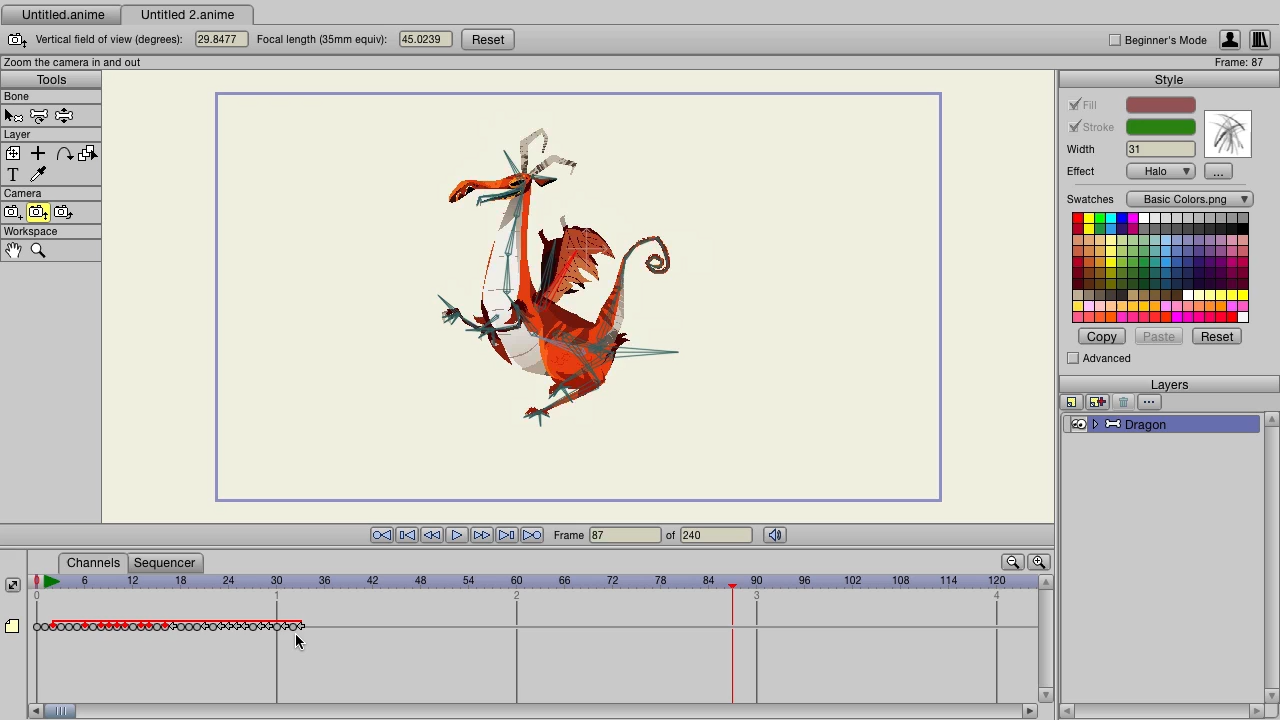 Untitled.anime Untitled 2.anime
Vertical field of view (degrees): 29.8477 Focal length (35mm equiv): 45.0239 Reset Beginner's Mode
Zoom the camera in and out Frame: 87
Tools Style
Bone
Fill
Layer
Stroke
Width 31
T
Effect Halo ...
Camera
Swatches Basic Colors.png
Workspace
Copy Paste Reset
Advanced
Layers
...
Dragon
Frame 87 of 240
Channels Sequencer
6 12 18 24 30 36 42 48 54 60 66 72 78 84 90 96 102 108 114 120
0 1 2 3 4